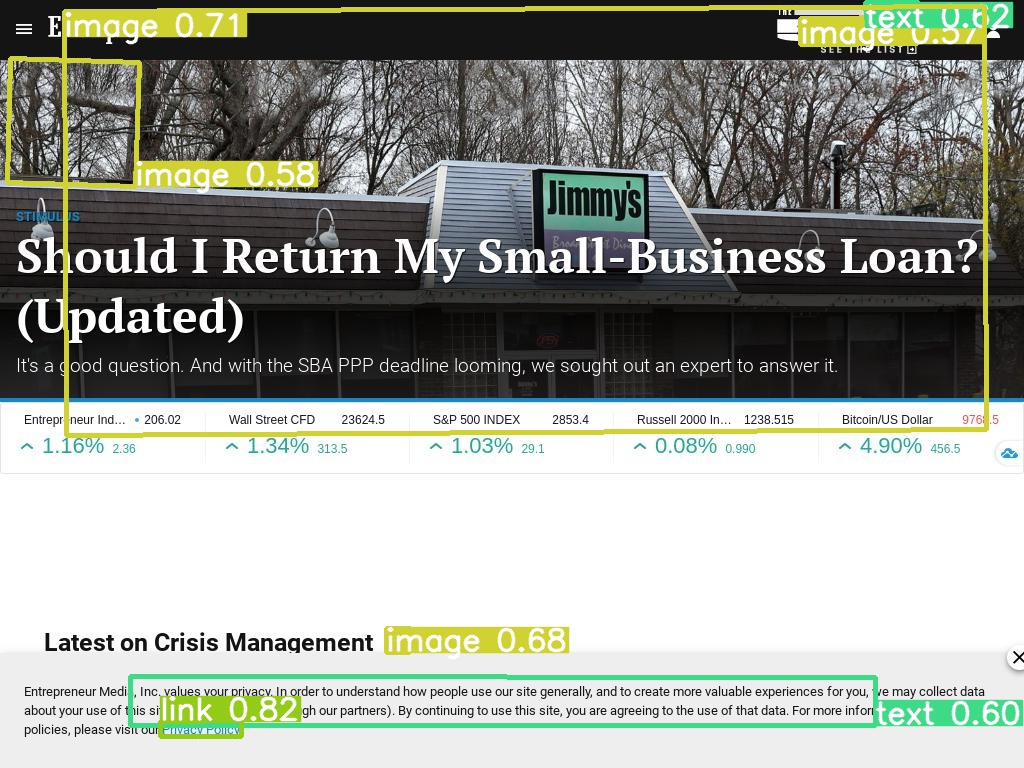 E
image 0.71
text 0.62
image 0.57
SEE THE LIST
image 0.58
Jimmy's
STIMULUS
Should I Return My Small-Business Loan?
(Updated)
It's a good question. And with the SBA PPP deadline looming, we sought out an expert to answer it.
Entrepreneur Ind... 206.02
1.16% 2.36
Wall Street CFD 23624.5
1.34% 313.5
S&P 500 INDEX 2853.4
1.03% 29.1
Russell 2000 In... 1238.515
0.08% 0.990
Bitcoin/US Dollar 9768.5
4.90% 456.5
Latest on Crisis Management
image 0.68
Entrepreneur Media, Inc. values your privacy. In order to understand how people use our site generally, and to create more valuable experiences for you, we may collect data
about your use of this gh our partners). By continuing to use this site, you are agreeing to the use of that data. For more
link 0.82
text 0.60
policies, please visit our Privacy Policy